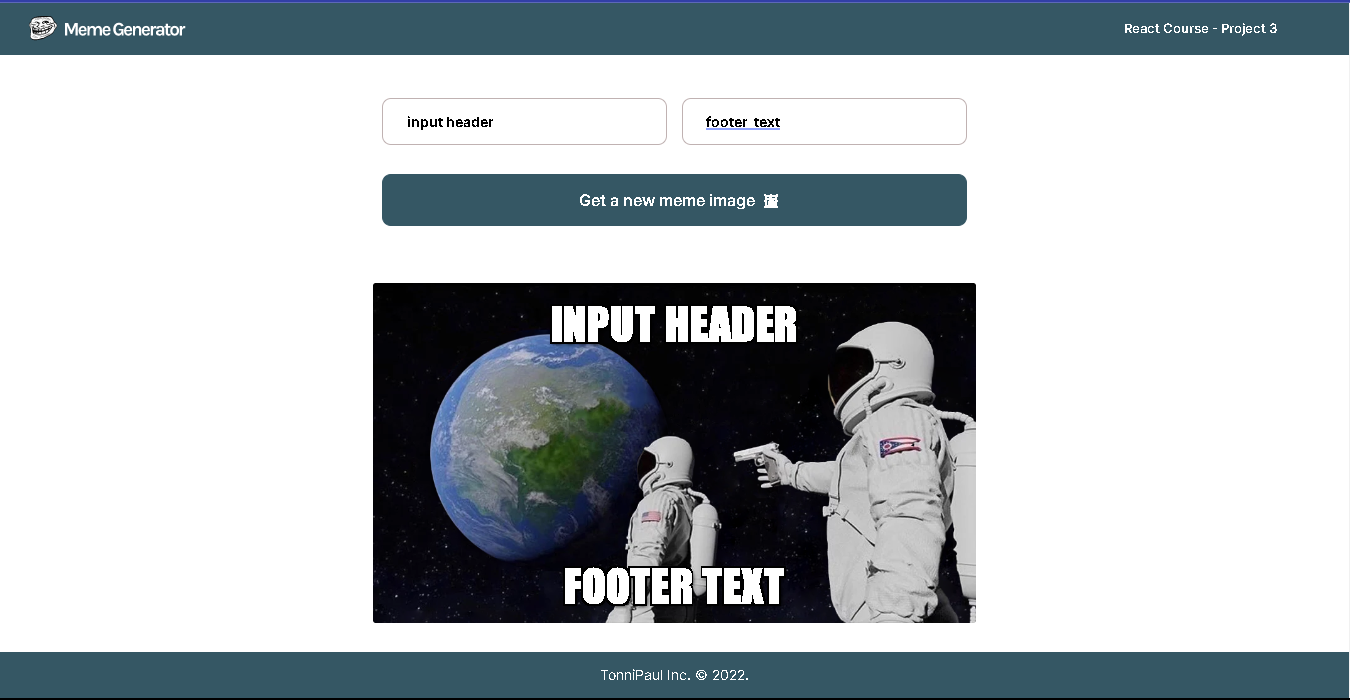 Meme Generator
React Course - Project 3
input header
footer text
Get a new meme image
INPUT HEADER
FOOTER TEXT
TonniPaul Inc. © 2022.